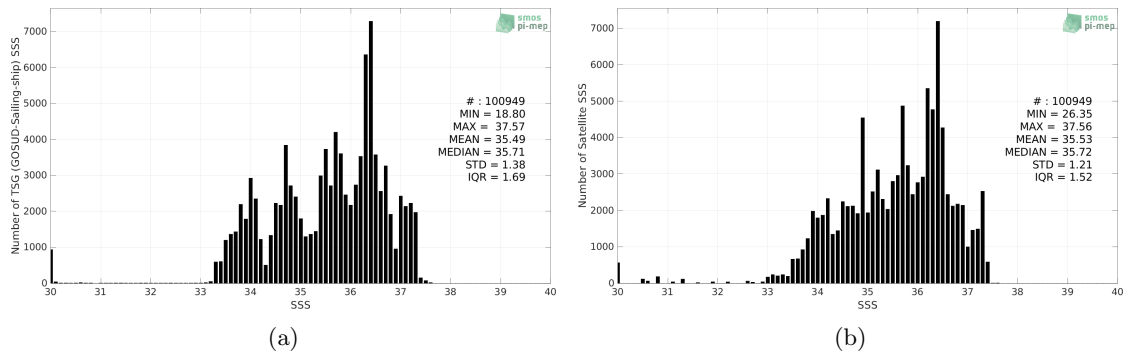 smos
pi-mep
7000
6000
5000
4000
3000
2000
1000
0
Number of TSG (GOSUD-Sailing-ship) SSS
# : 100949
MIN = 18.80
MAX = 37.57
MEAN = 35.49
MEDIAN = 35.71
STD = 1.38
IQR = 1.69
30 31 32 33 34 35 36 37 38 39 40
SSS
(a)
smos
pi-mep
7000
6000
5000
4000
3000
2000
1000
0
Number of Satellite SSS
# : 100949
MIN = 26.35
MAX = 37.56
MEAN = 35.53
MEDIAN = 35.72
STD = 1.21
IQR = 1.52
30 31 32 33 34 35 36 37 38 39 40
SSS
(b)